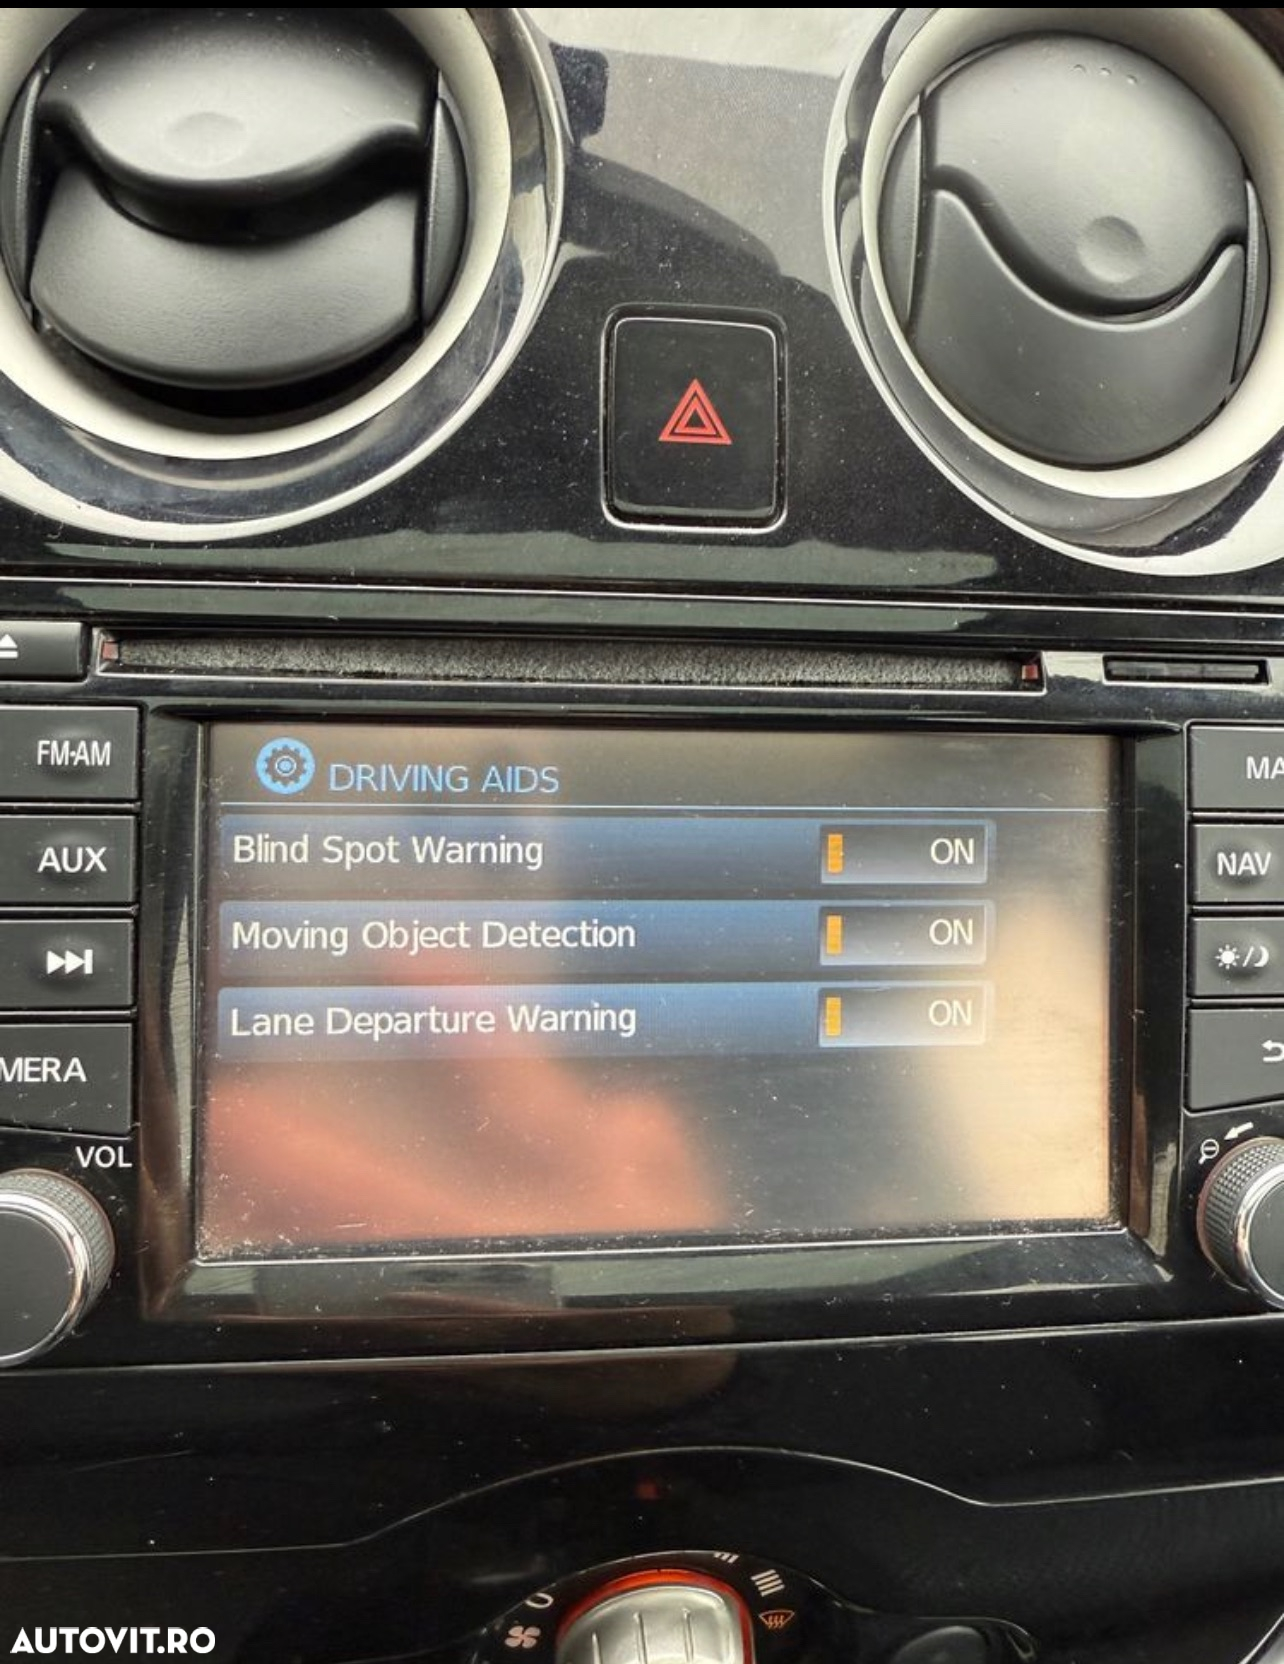 FM·AM
AUX
MERA
VOL
DRIVING AIDS
Blind Spot Warning ON
Moving Object Detection ON
Lane Departure Warning ON
MA
NAV
AUTOVIT.RO